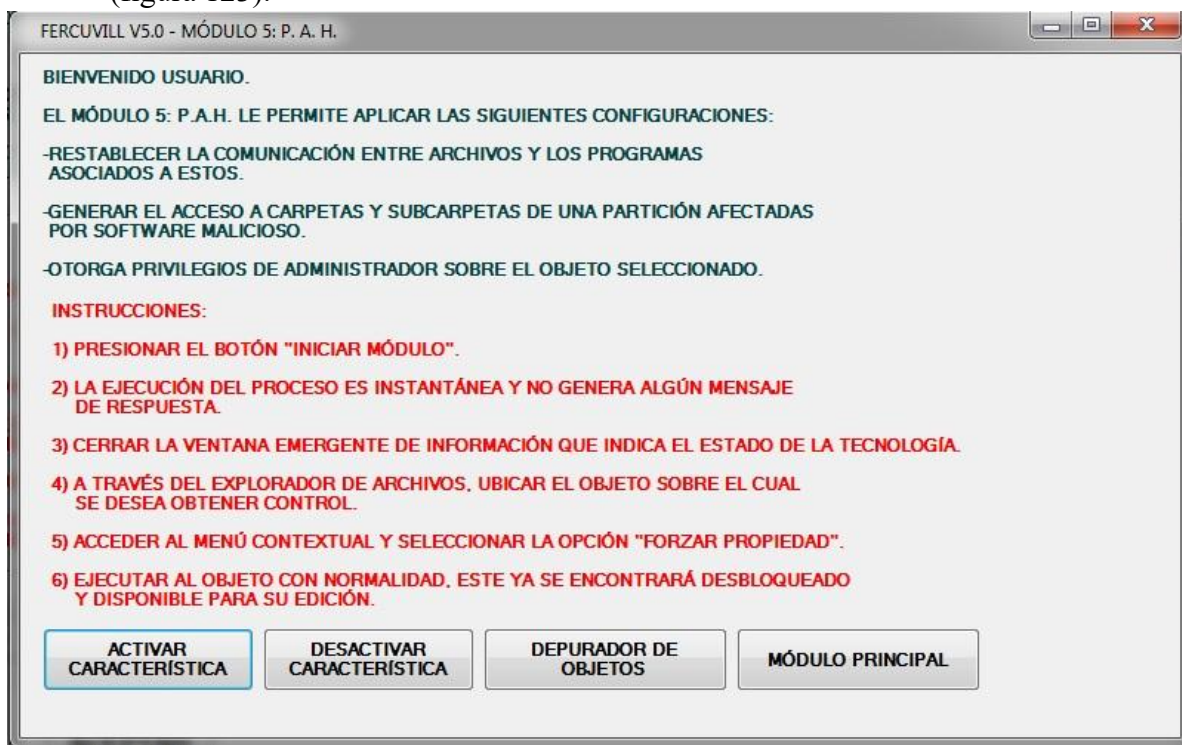 (figura 123).
FERCUVILL V5.0 - MÓDULO 5: P. A. H.
BIENVENIDO USUARIO.
EL MÓDULO 5: P.A.H. LE PERMITE APLICAR LAS SIGUIENTES CONFIGURACIONES:
-RESTABLECER LA COMUNICACIÓN ENTRE ARCHIVOS Y LOS PROGRAMAS
ASOCIADOS A ESTOS.
-GENERAR EL ACCESO A CARPETAS Y SUBCARPETAS DE UNA PARTICIÓN AFECTADAS
POR SOFTWARE MALICIOSO.
-OTORGA PRIVILEGIOS DE ADMINISTRADOR SOBRE EL OBJETO SELECCIONADO.
INSTRUCCIONES:
1) PRESIONAR EL BOTÓN "INICIAR MÓDULO".
2) LA EJECUCIÓN DEL PROCESO ES INSTANTÁNEA Y NO GENERA ALGÚN MENSAJE
DE RESPUESTA.
3) CERRAR LA VENTANA EMERGENTE DE INFORMACIÓN QUE INDICA EL ESTADO DE LA TECNOLOGÍA.
4) A TRAVÉS DEL EXPLORADOR DE ARCHIVOS, UBICAR EL OBJETO SOBRE EL CUAL
SE DESEA OBTENER CONTROL.
5) ACCEDER AL MENÚ CONTEXTUAL Y SELECCIONAR LA OPCIÓN "FORZAR PROPIEDAD".
6) EJECUTAR AL OBJETO CON NORMALIDAD, ESTE YA SE ENCONTRARÁ DESBLOQUEADO
Y DISPONIBLE PARA SU EDICIÓN.
ACTIVAR
CARACTERÍSTICA
DESACTIVAR
CARACTERÍSTICA
DEPURADOR DE
OBJETOS
MÓDULO PRINCIPAL